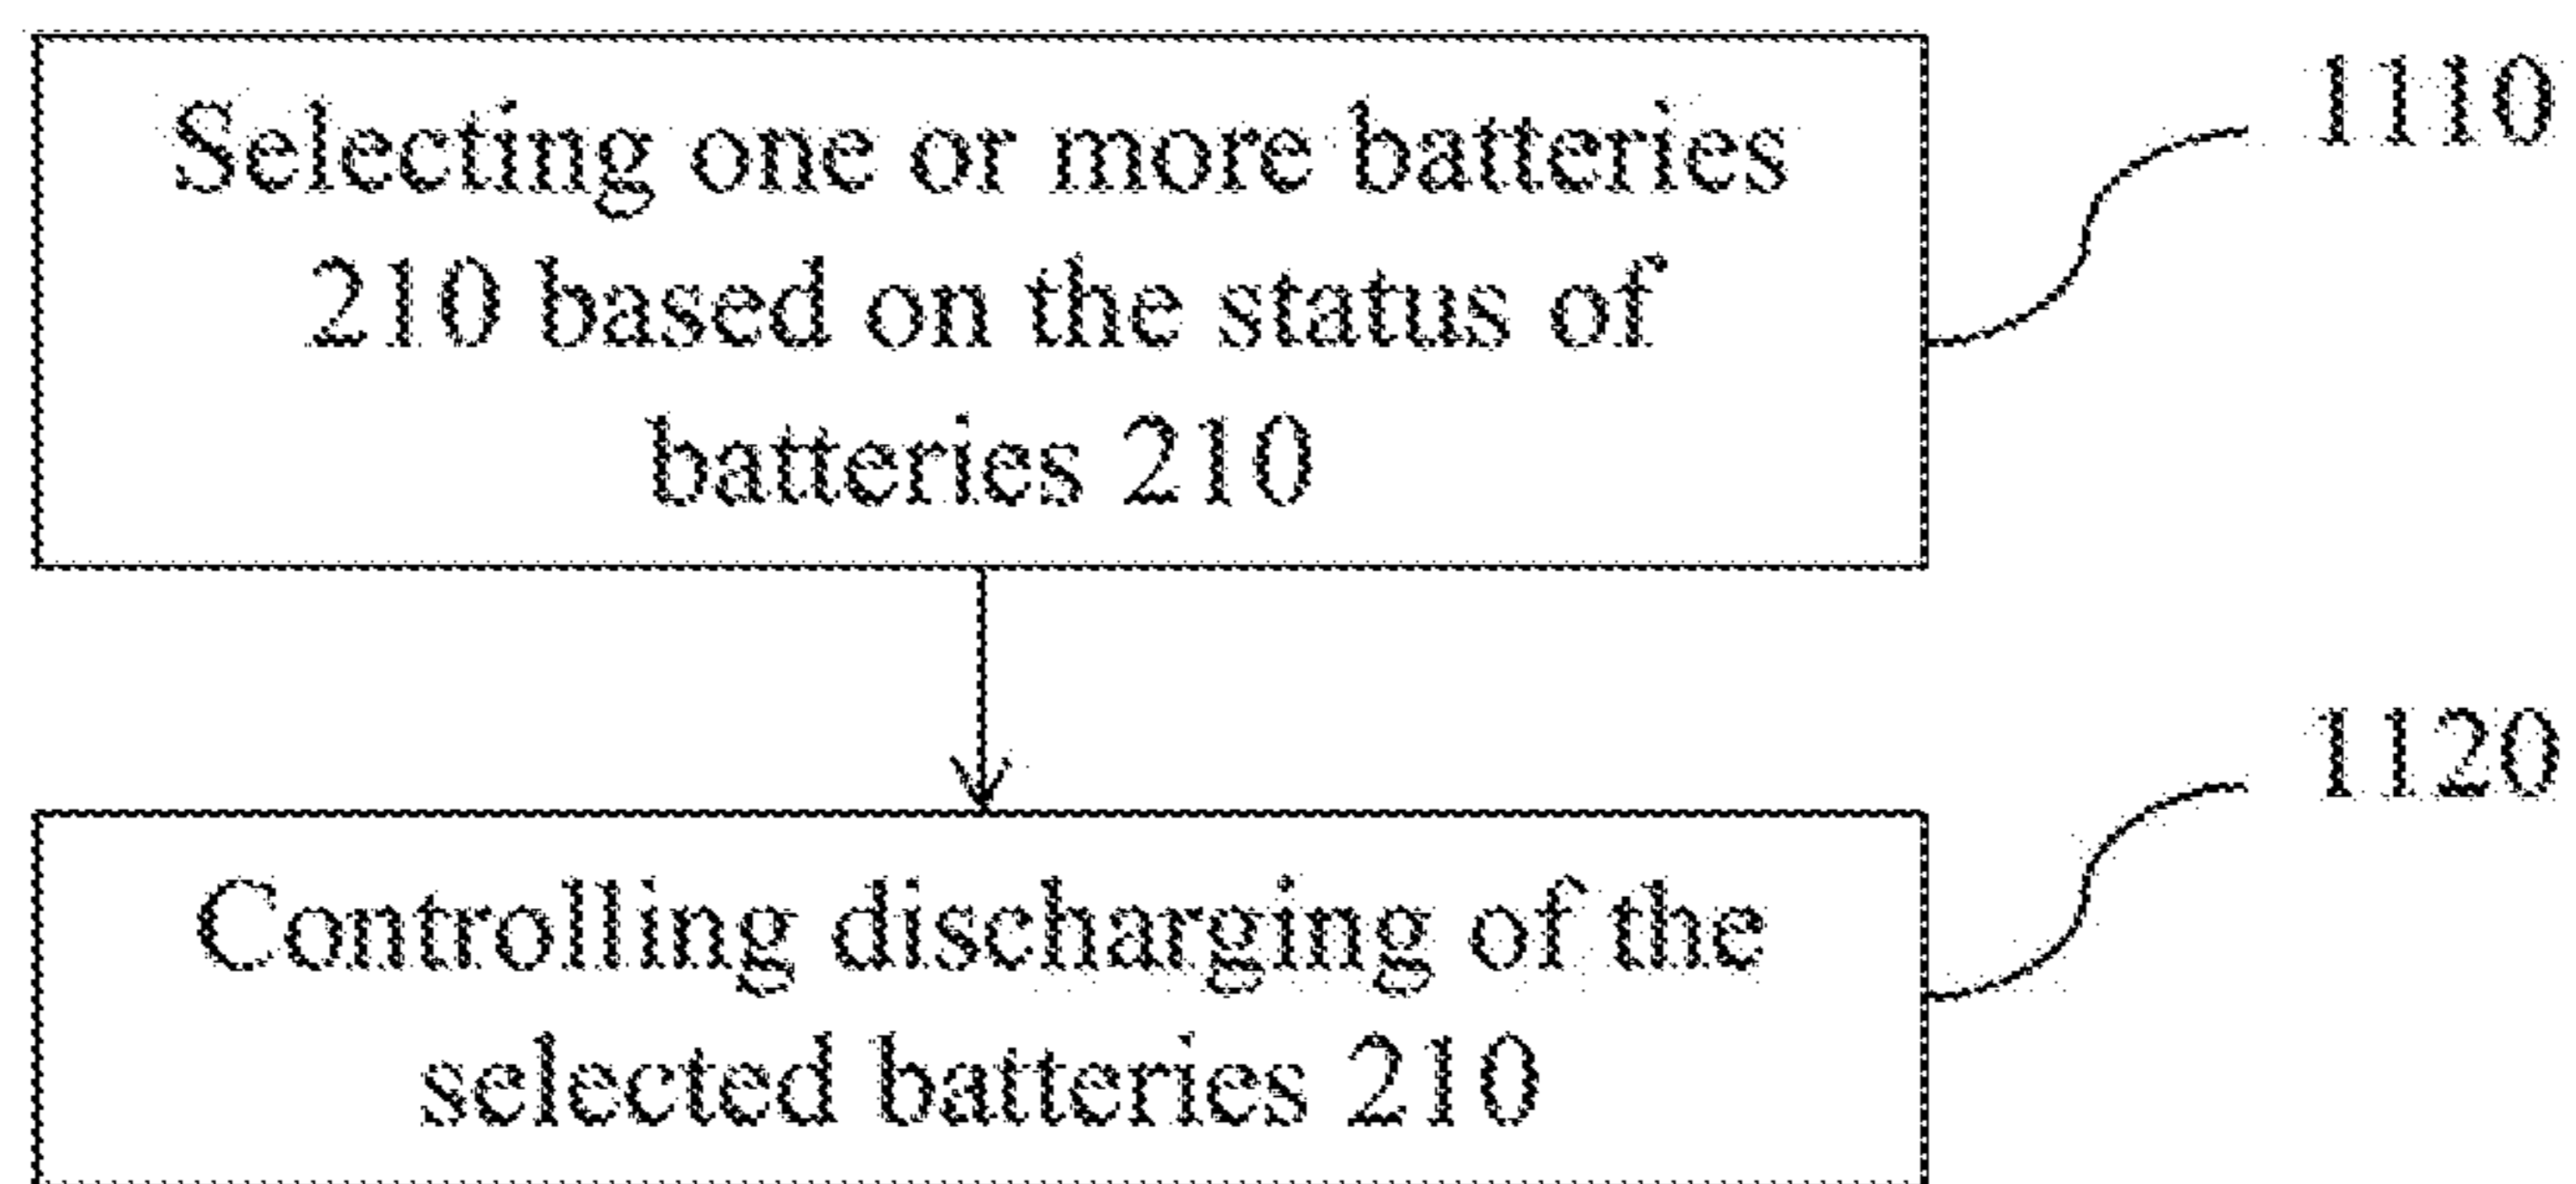 Selecting one or more batteries
210 based on the status of
batteries 210
1110
Controlling discharging of the
selected batteries 210
1120